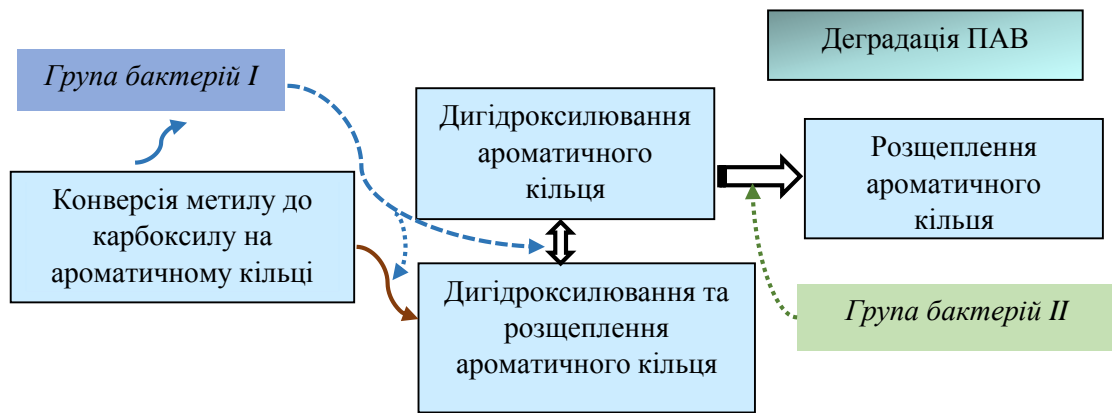 Деградація ПАВ
Група бактерій I
Дигідроксилювання
ароматичного
кільця
Розщеплення
ароматичного
кільця
Конверсія метилу до
карбоксилу на
ароматичному кільці
Дигідроксилювання та
розщеплення
ароматичного кільця
Група бактерій II